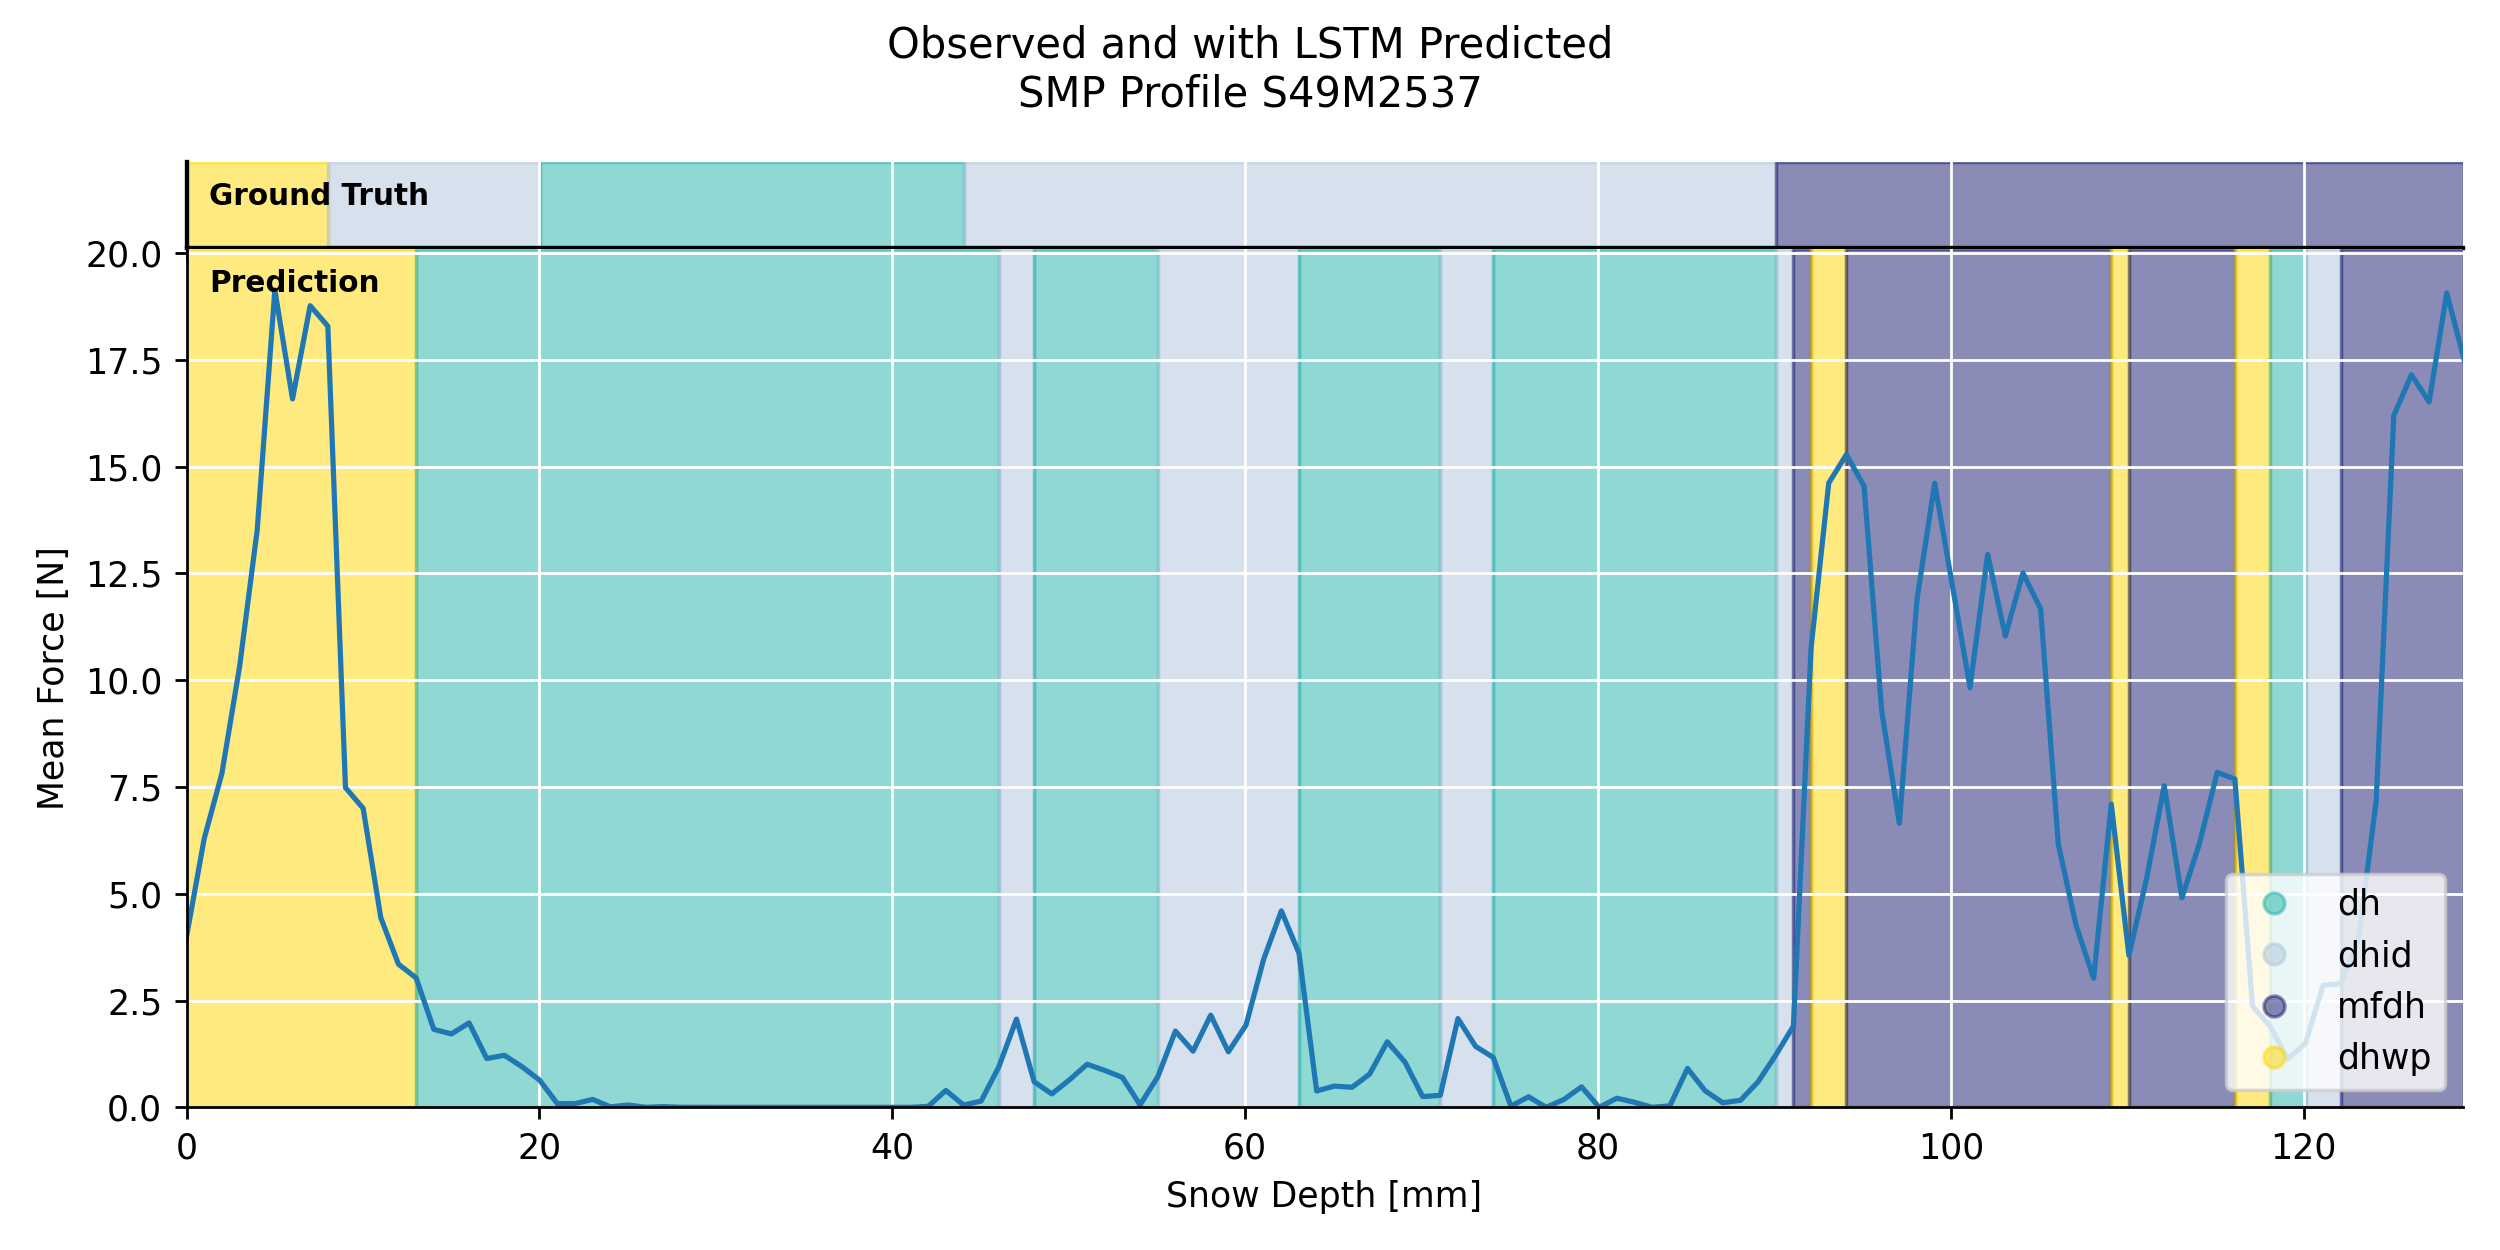 Observed and with LSTM Predicted
SMP Profile S49M2537
Ground Truth
Prediction
20.0
17.5
15.0
12.5
10.0
7.5
5.0
2.5
0.0
Mean Force [N]
dh
dhid
mfdh
dhwp
0 20 40 60 80 100 120
Snow Depth [mm]